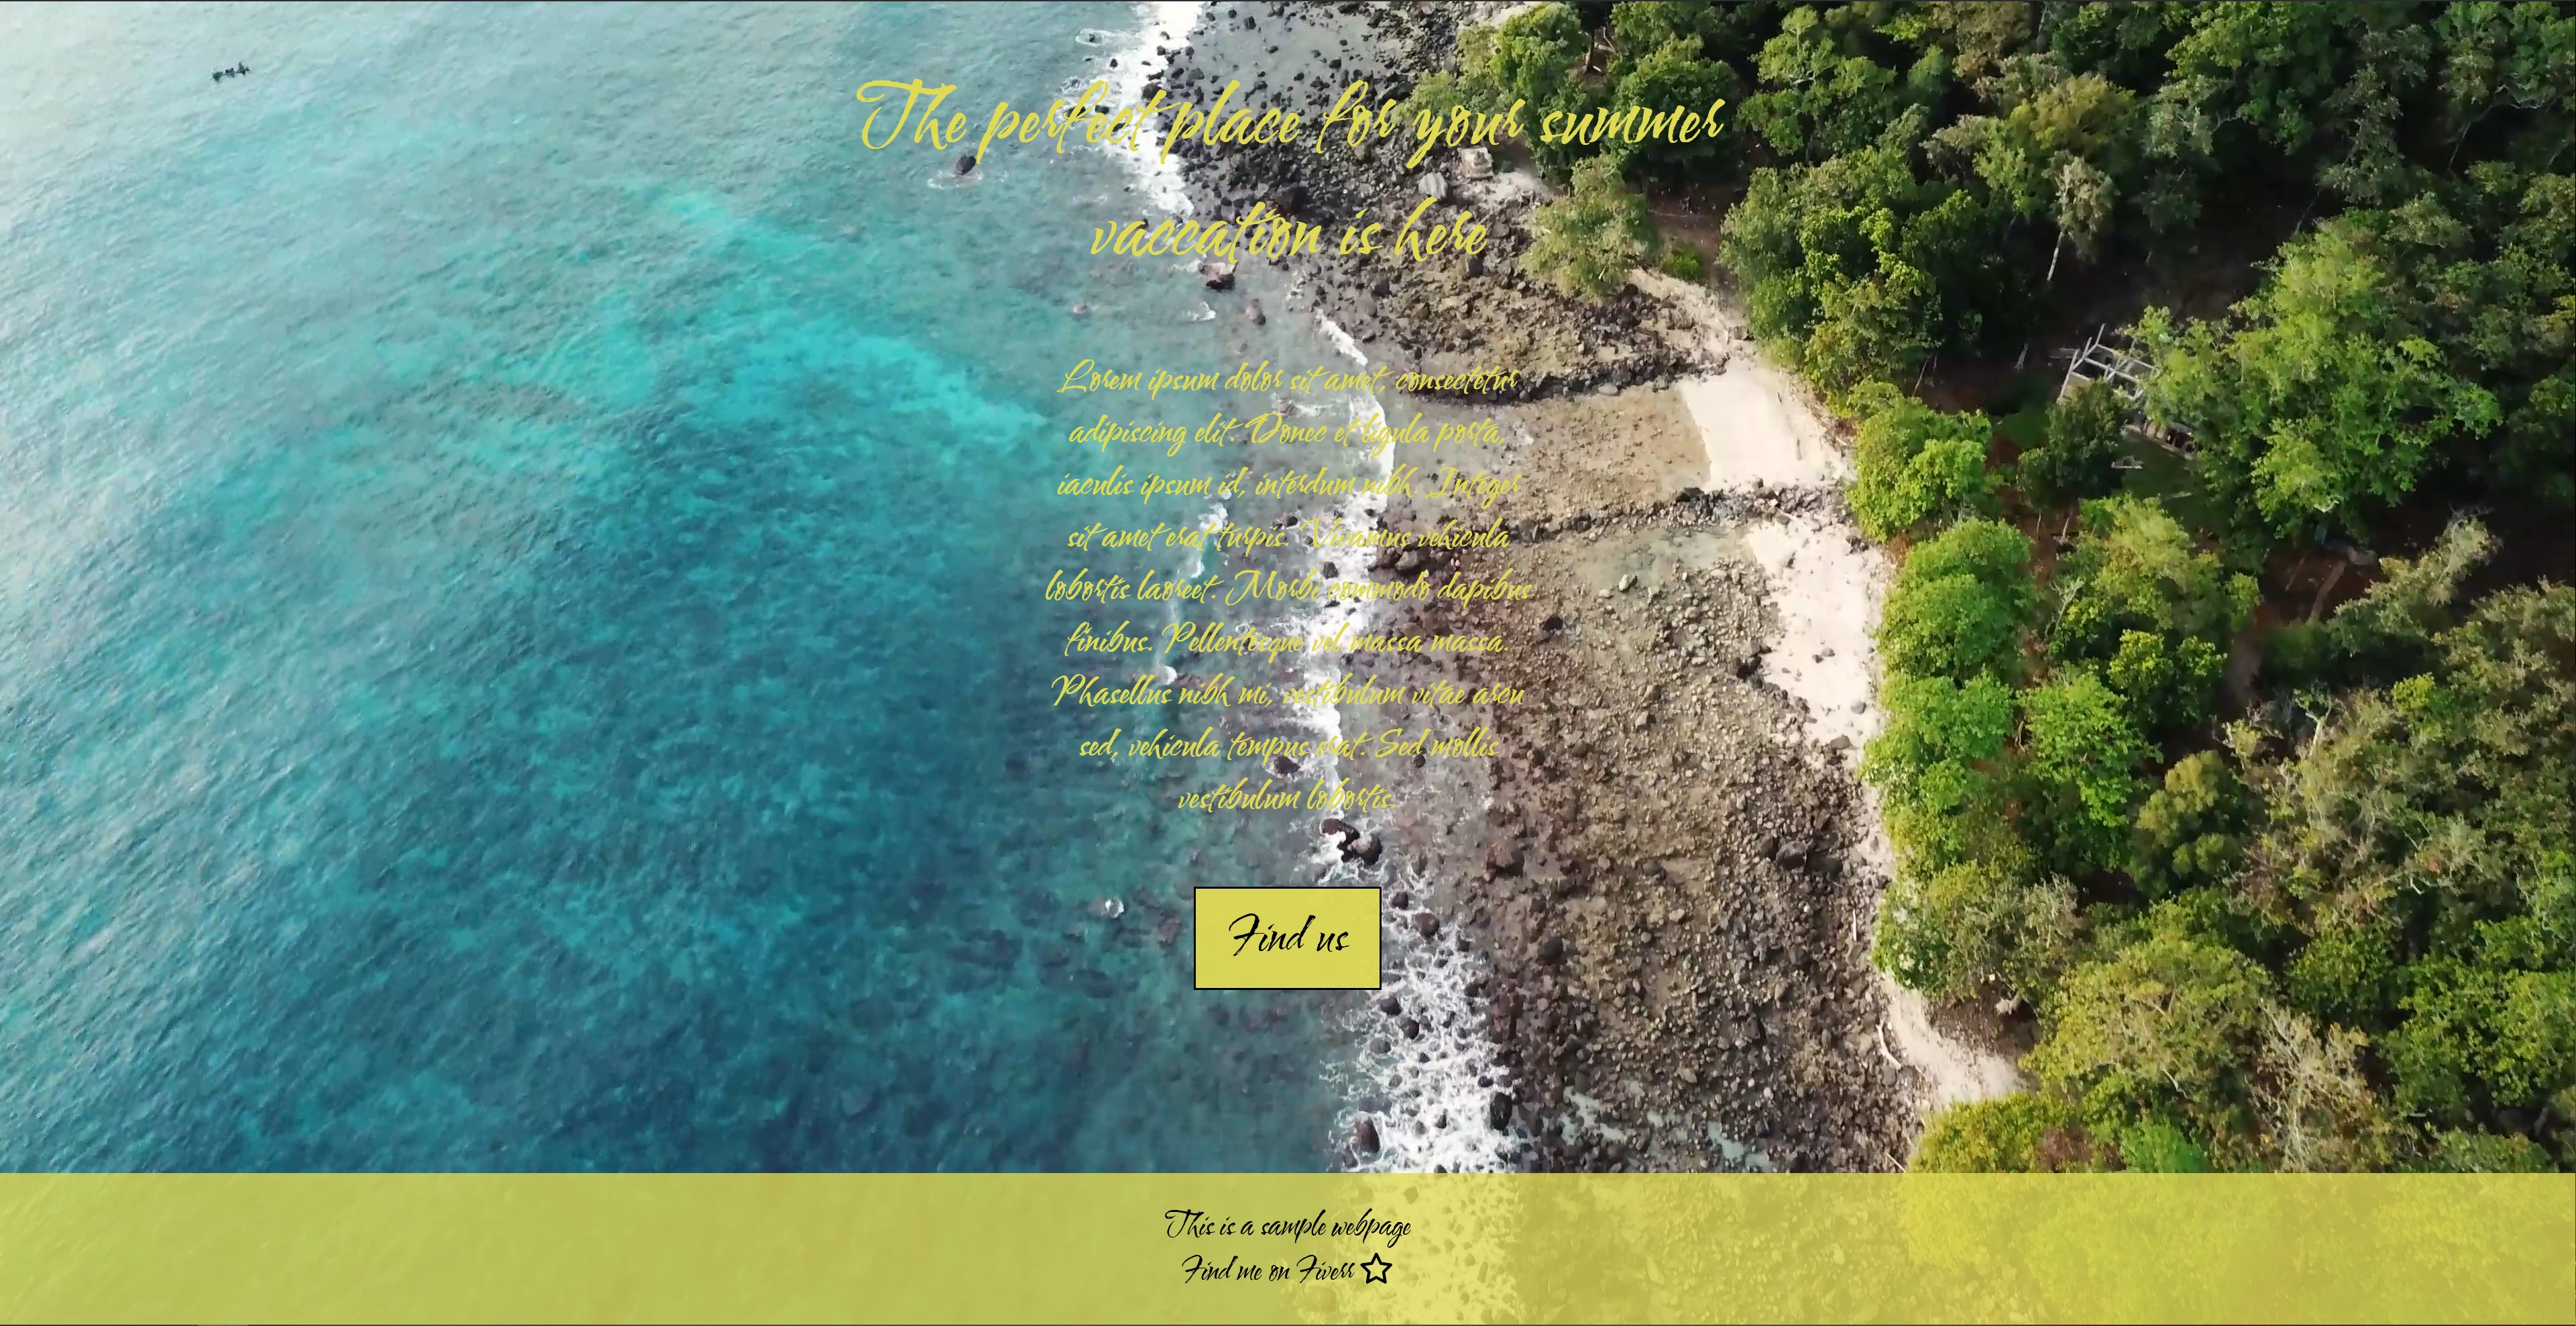 The perfect place for your summer
vaccation is here
Lorem ipsum dolor sit amet, consectetur
adipiscing elit. Donec et ligula porta,
iaculis ipsum id, interdum nibh. Integer
sit amet erat turpis. Vivamus vehicula
lobortis laoreet. Morbi commodo dapibus
finibus. Pellentesque vel massa massa.
Phasellus nibh mi, vestibulum vitae arcu
sed, vehicula tempus erat. Sed mollis
vestibulum lobortis.
Find us
This is a sample webpage
Find me on Fiverr